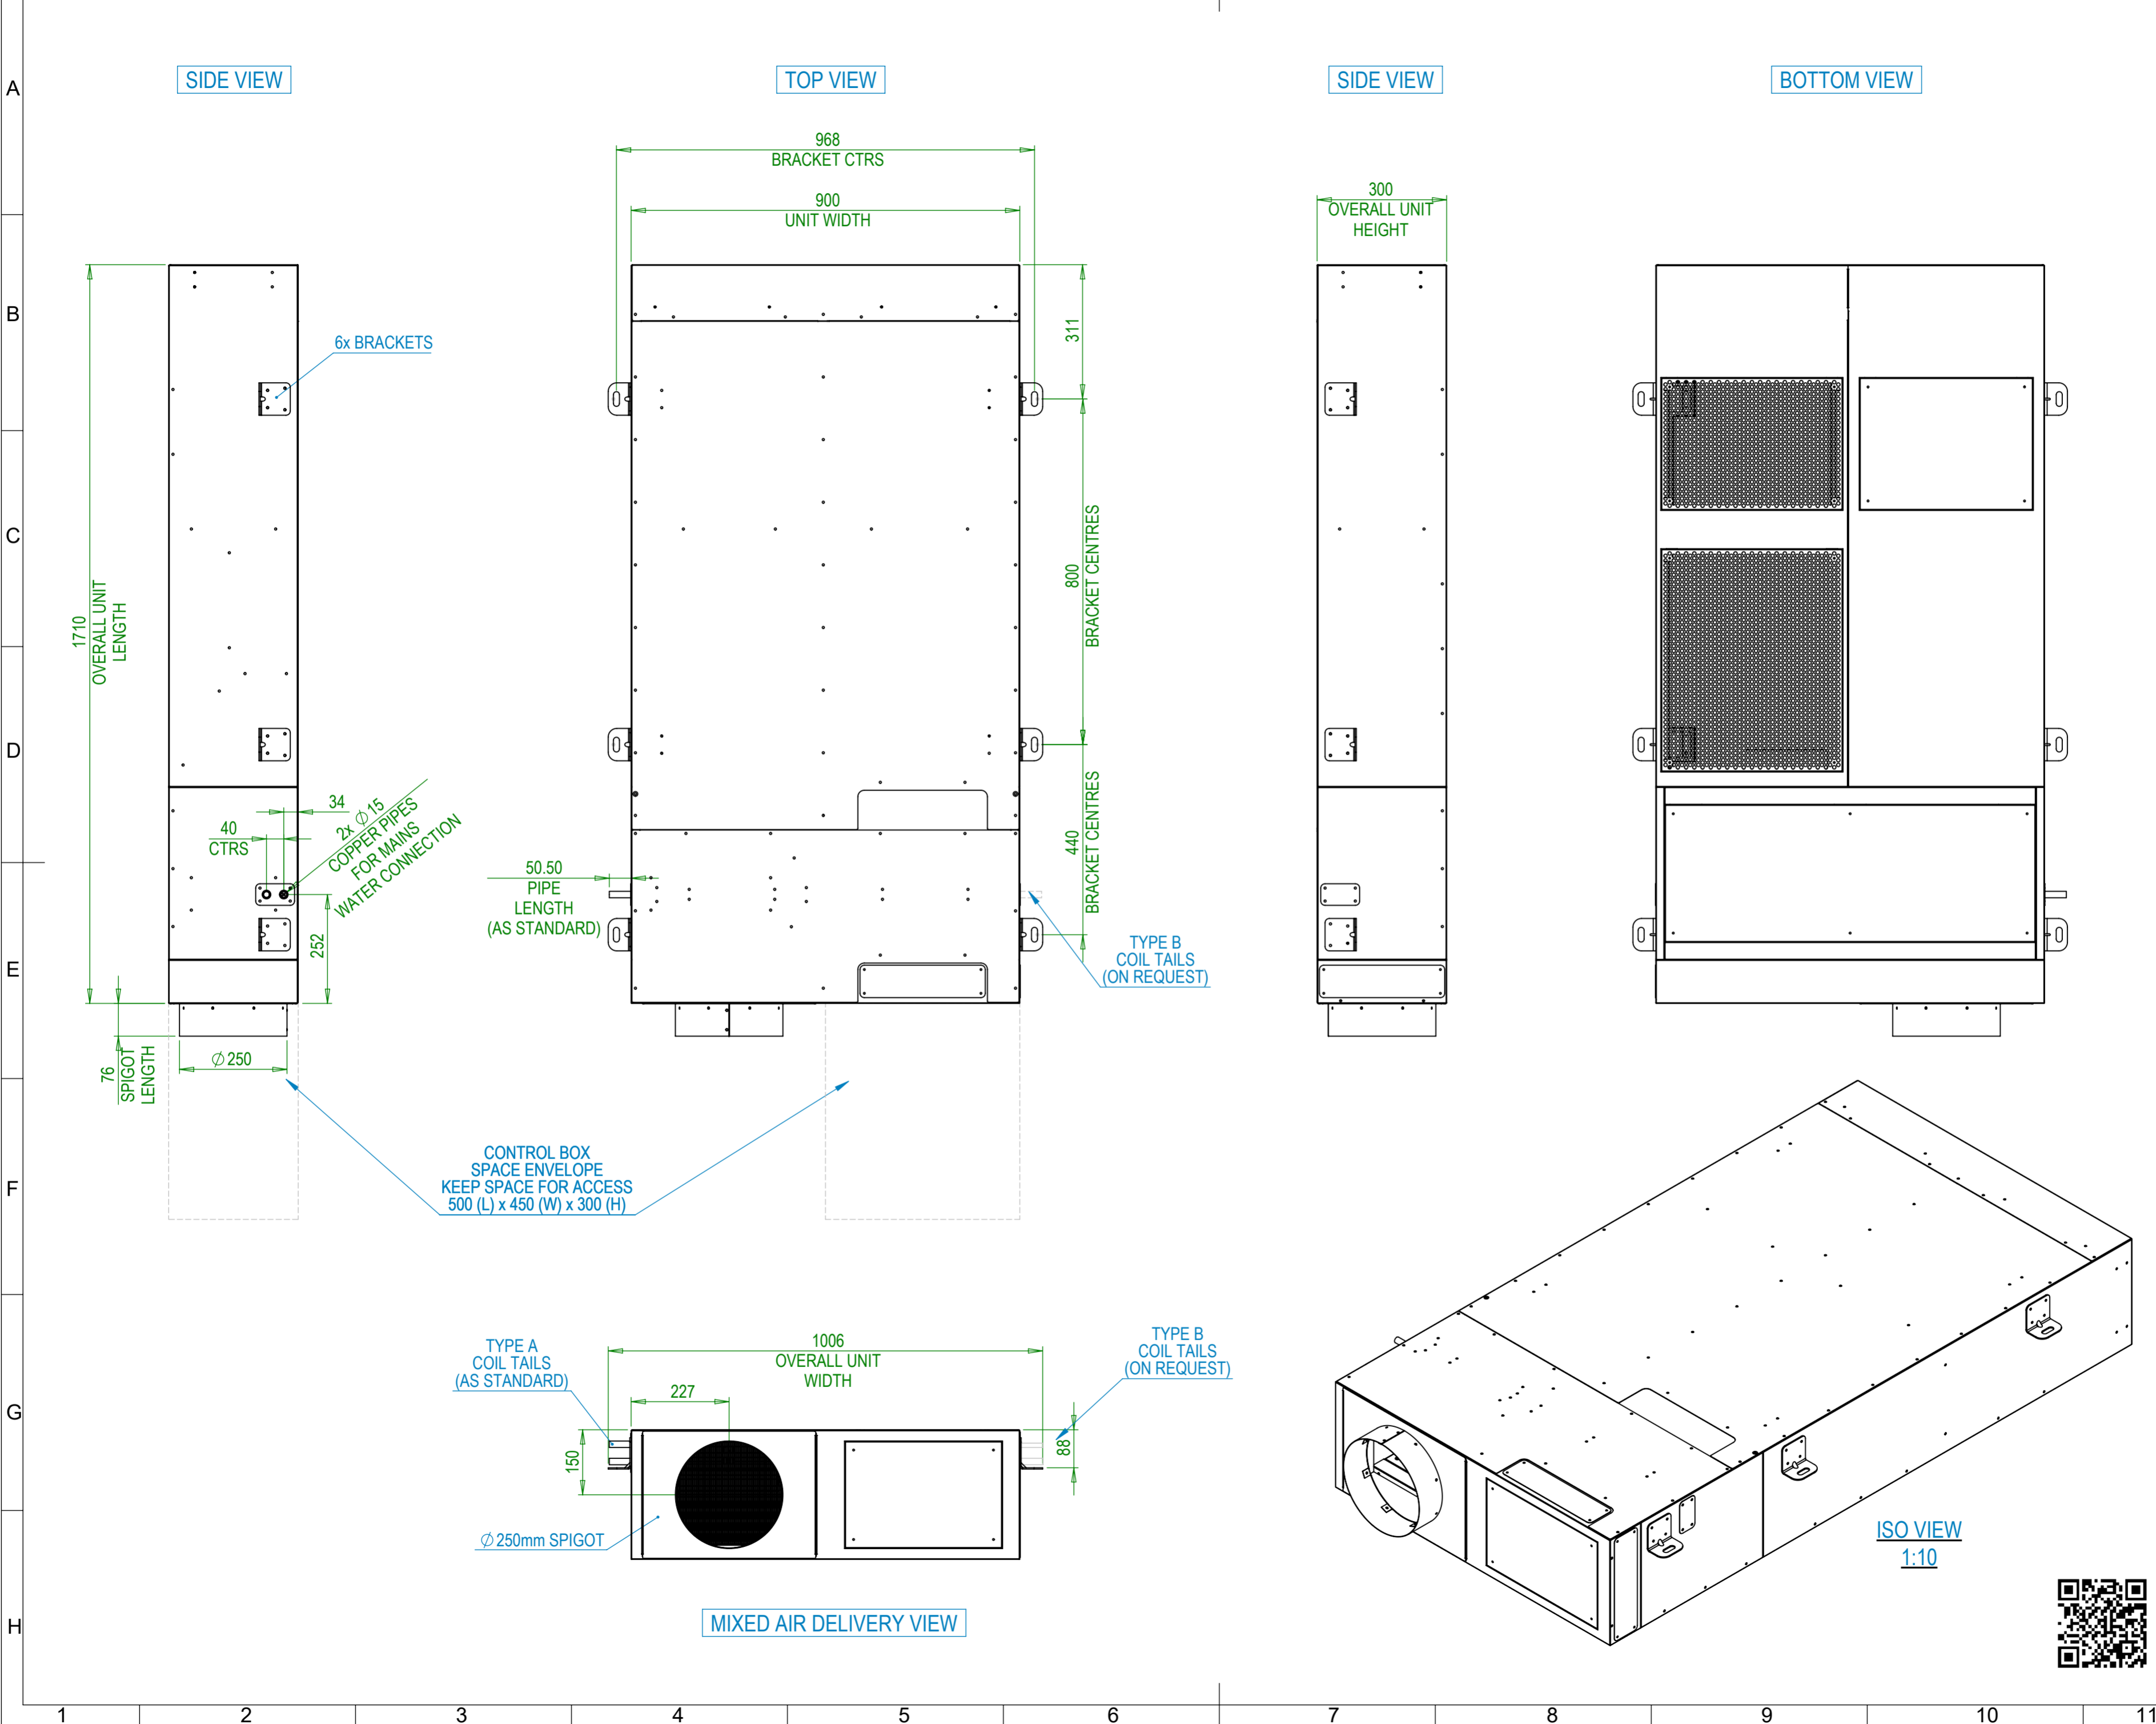 A
B
C
D
E
F
G
H
SIDE VIEW
TOP VIEW
SIDE VIEW
BOTTOM VIEW
968
BRACKET CTRS
900
UNIT WIDTH
300
OVERALL UNIT
HEIGHT
6x BRACKETS
311
1710
OVERALL UNIT
LENGTH
800
BRACKET CENTRES
34
40
CTRS
2x Ø 15
COPPER PIPES
FOR MAINS
WATER CONNECTION
252
50.50
PIPE
LENGTH
(AS STANDARD)
440
BRACKET CENTRES
TYPE B
COIL TAILS
(ON REQUEST)
76
SPIGOT
LENGTH
Ø 250
CONTROL BOX
SPACE ENVELOPE
KEEP SPACE FOR ACCESS
500 (L) x 450 (W) x 300 (H)
TYPE A
COIL TAILS
(AS STANDARD)
1006
OVERALL UNIT
WIDTH
TYPE B
COIL TAILS
(ON REQUEST)
227
150
88
Ø 250mm SPIGOT
MIXED AIR DELIVERY VIEW
ISO VIEW
1:10
1
2
3
4
5
6
7
8
9
10
11